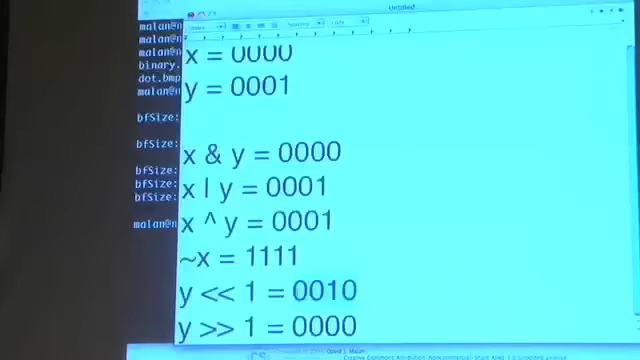 Untitled
malan@n
malan@n
malan@n
binary.
dot.bmp
malan@n
bfSize:
bfSize:
bfSize:
bfSize:
bfSize:
malan@n
x = 0000
y = 0001
x & y = 0000
x | y = 0001
x ^ y = 0001
~x = 1111
y << 1 = 0010
y >> 1 = 0000